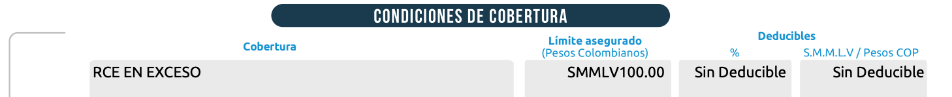 CONDICIONES DE COBERTURA
Deducibles
Cobertura Límite asegurado
(Pesos Colombianos) % S.M.M.L.V / Pesos COP
RCE EN EXCESO SMMLV100.00 Sin Deducible Sin Deducible